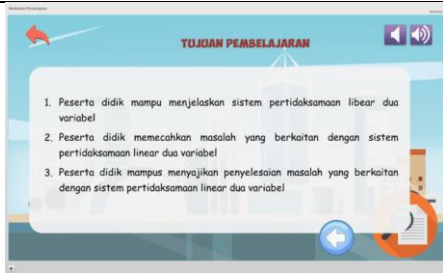 TUJUAN PEMBELAJARAN
1. Peserta didik mampu menjelaskan sistem pertidaksamaan libear dua
variabel
2. Peserta didik memecahkan masalah yang berkaitan dengan sistem
pertidaksamaan linear dua variabel
3. Peserta didik mampus menyajikan penyelesaian masalah yang berkaitan
dengan sistem pertidaksamaan linear dua variabel